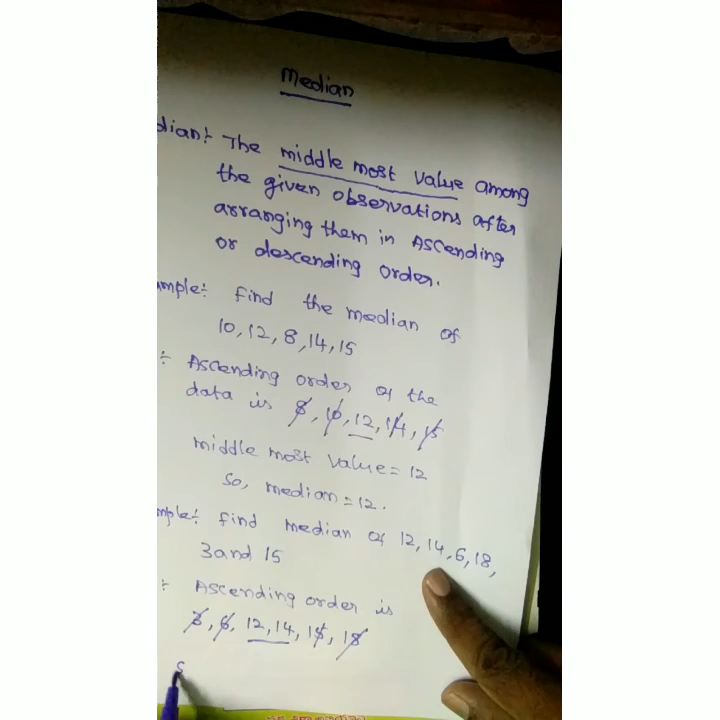 Median
dian:- The middle most value among
the given observations after
arranging them in Ascending
or descending order.
mple:- Find the median of
10, 12, 8, 14, 15
:- Ascending order of the
data is 8, 10, 12, 14, 15
middle most value = 12
So, median = 12.
mple:- find median of 12, 14, 6, 18,
3 and 15
:- Ascending order is
3, 6, 12, 14, 15, 18
S